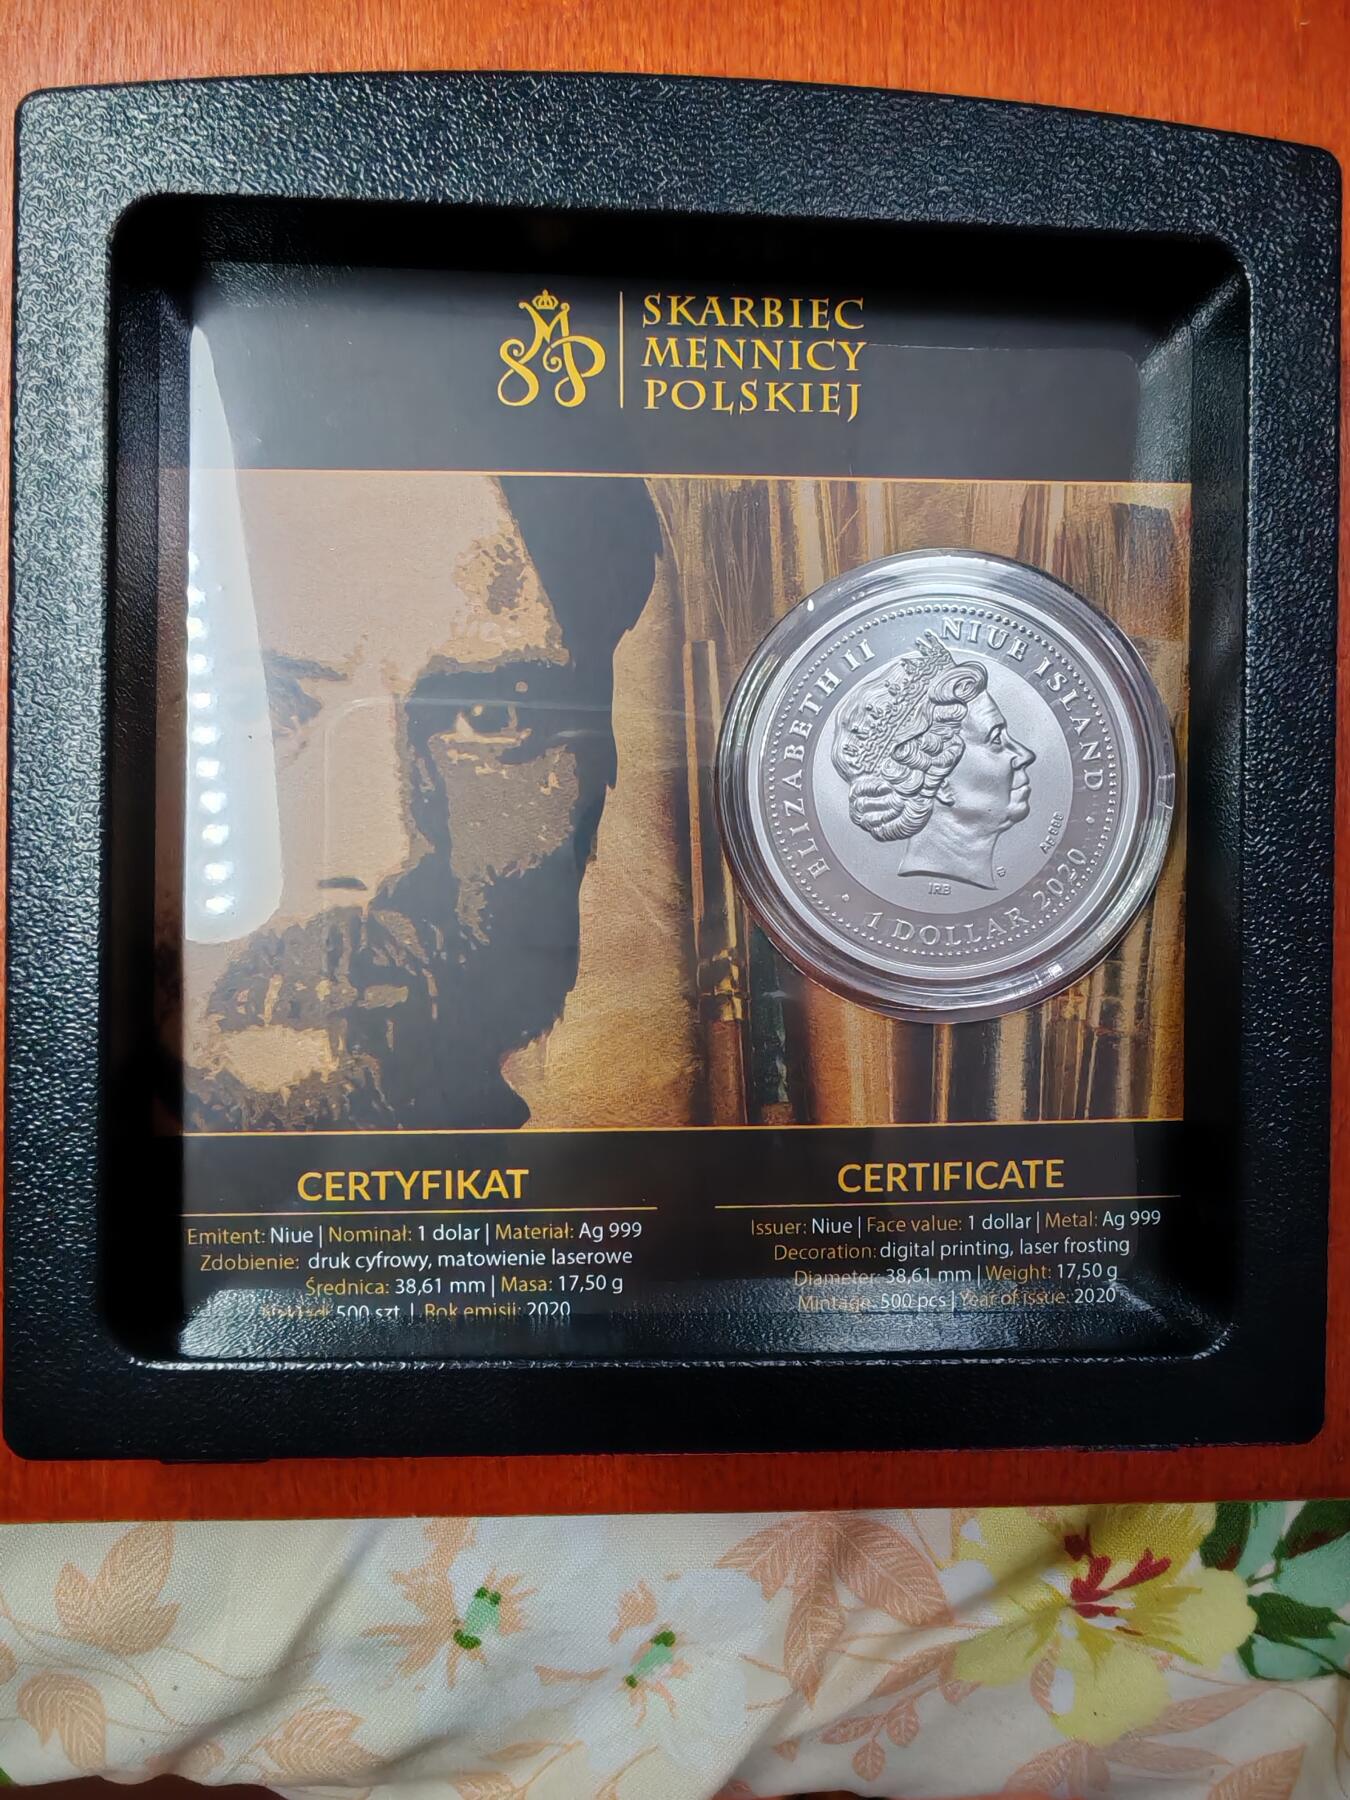 SMP
SKARBIEC
MENNICY
POLSKIEJ
ELIZABETH II NIUE ISLAND
Ag 999
IRB
1 DOLLAR 2020
CERTYFIKAT
Emitent: Niue | Nominał: 1 dolar | Materiał: Ag 999
Zdobienie: druk cyfrowy, matowienie laserowe
Średnica: 38,61 mm | Masa: 17,50 g
500 szt. | Rok emisji: 2020
CERTIFICATE
Issuer: Niue | Face value: 1 dollar | Metal: Ag 999
Decoration: digital printing, laser frosting
Diameter: 38,61 mm | Weight: 17,50 g
Mintage: 500 pcs | Year of issue: 2020